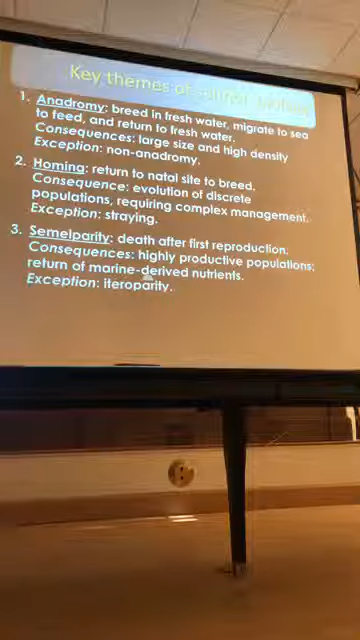 Key themes of
1. Anadromy: breed in fresh water, migrate to sea
to feed, and return to fresh water.
Consequences: large size and high density
Exception: non-anadromy.
2. Homing: return to natal site to breed.
Consequence: evolution of discrete
populations, requiring complex management.
Exception: straying.
3. Semelparity: death after first reproduction.
Consequences: highly productive populations;
return of marine-derived nutrients.
Exception: iteroparity.